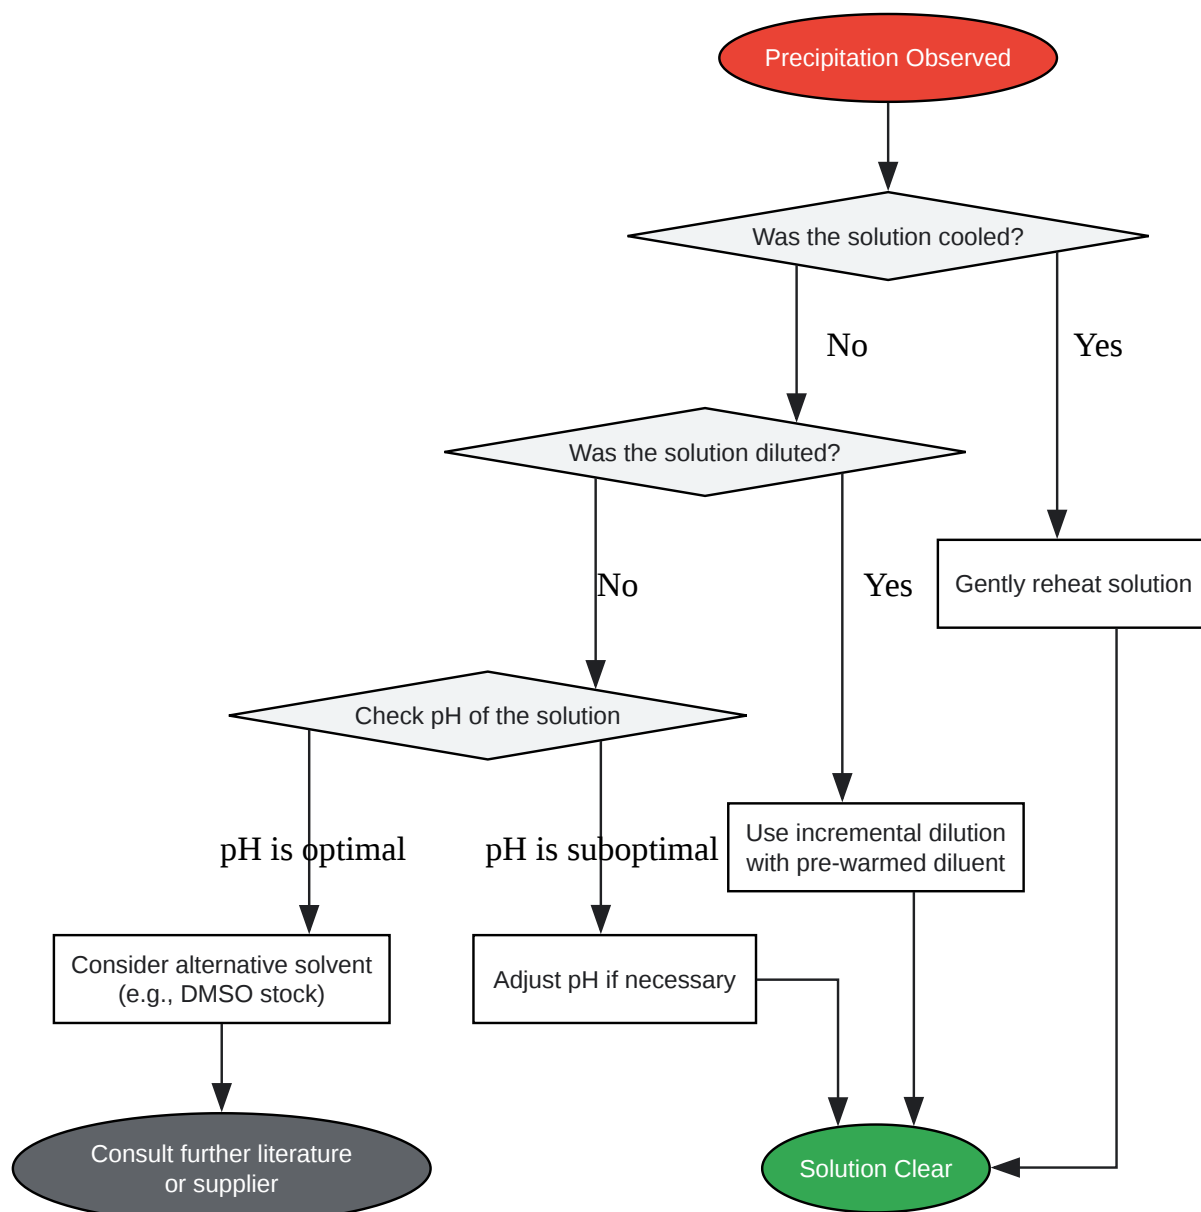 Precipitation Observed
Was the solution cooled?
No
Yes
Was the solution diluted?
No
Yes
Gently reheat solution
Check pH of the solution
pH is optimal
pH is suboptimal
Use incremental dilution
with pre-warmed diluent
Consider alternative solvent
(e.g., DMSO stock)
Adjust pH if necessary
Consult further literature
or supplier
Solution Clear